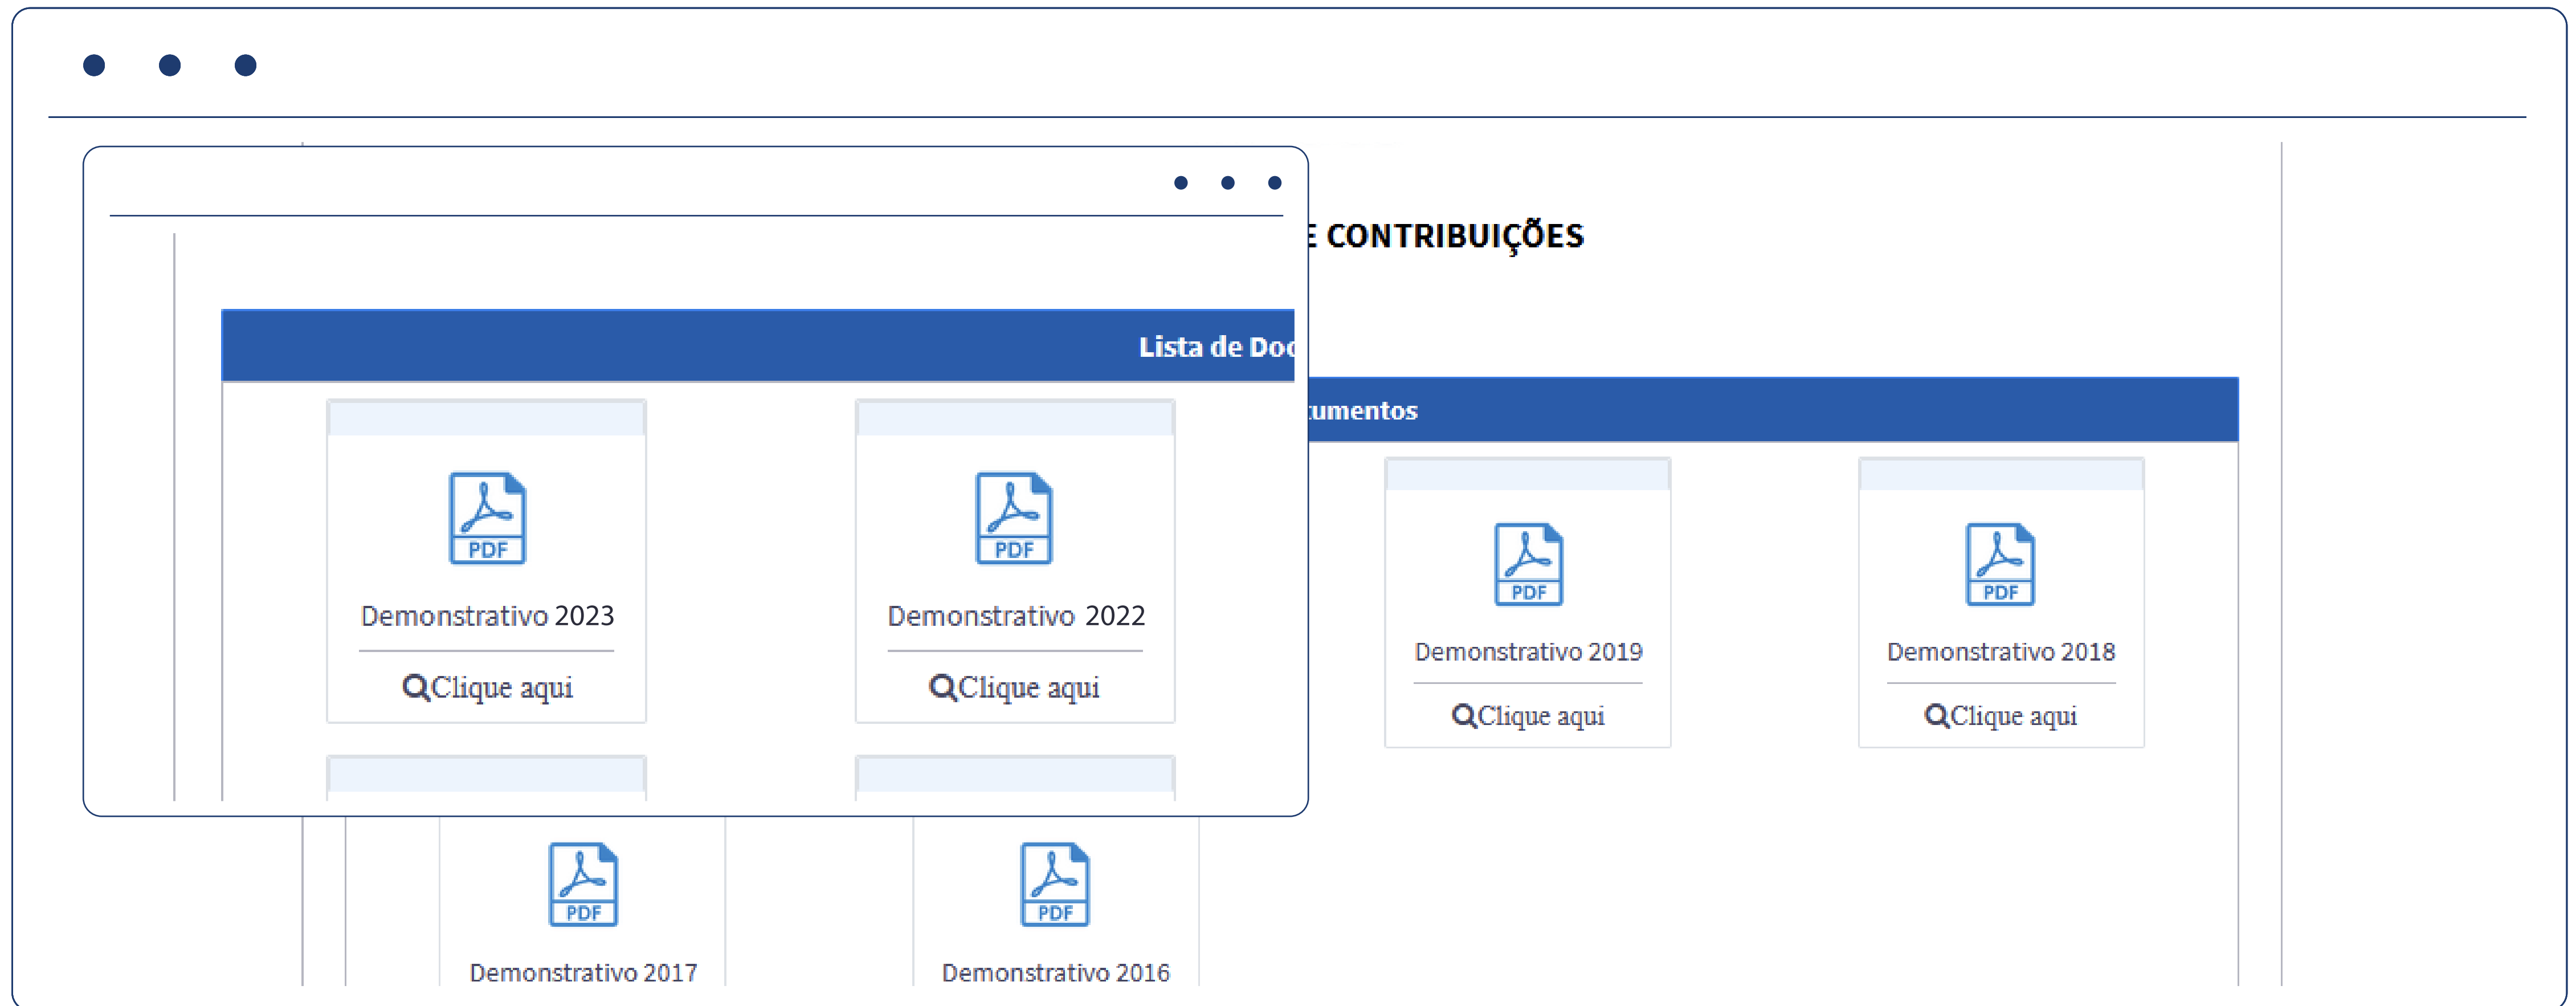 E CONTRIBUIÇÕES
Lista de Doc
umentos
PDF
PDF
Demonstrativo 2023
Demonstrativo 2022
Clique aqui
Clique aqui
PDF
PDF
Demonstrativo 2019
Demonstrativo 2018
Clique aqui
Clique aqui
PDF
PDF
Demonstrativo 2017
Demonstrativo 2016